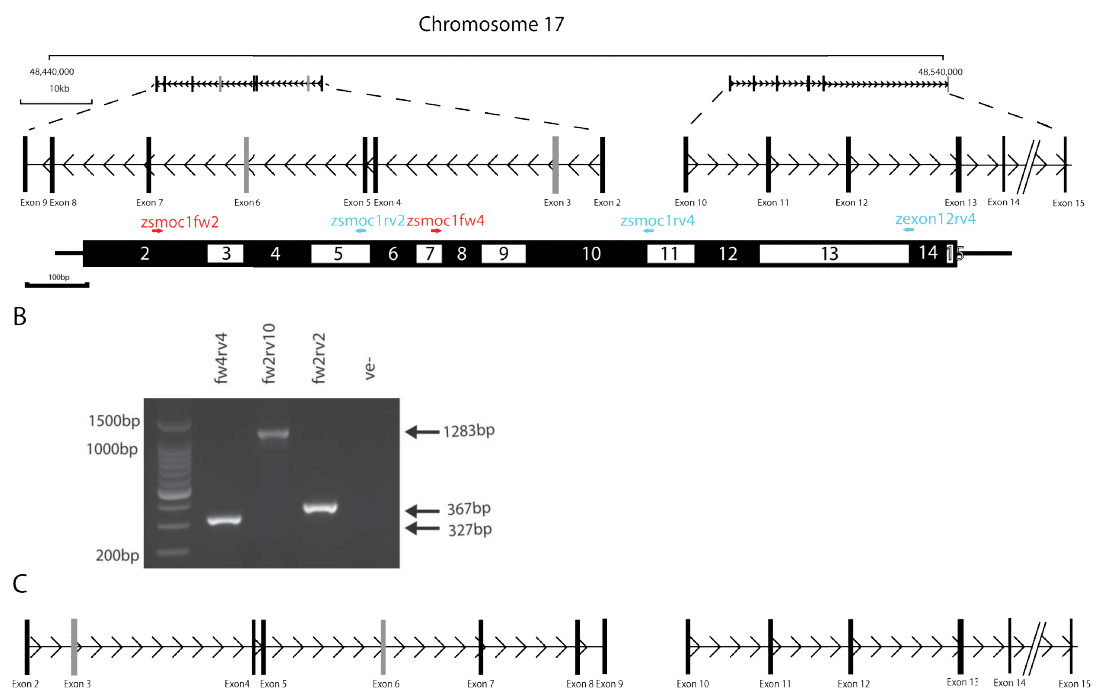 Chromosome 17
48,440,000 48,540,000
10kb
Exon 9 Exon 8 Exon 7 Exon 6 Exon 5 Exon 4 Exon 3 Exon 2 Exon 10 Exon 11 Exon 12 Exon 13 Exon 14 Exon 15
zsmoc1fw2 zsmoc1rv2 zsmoc1fw4 zsmoc1rv4 zexon12rv4
2 3 4 5 6 7 8 9 10 11 12 13 14 15
100bp
B
fw4rv4 fw2rv10 fw2rv2 ve-
1500bp
1000bp
200bp
1283bp
367bp
327bp
C
Exon 2 Exon 3 Exon4 Exon 5 Exon 6 Exon 7 Exon 8 Exon 9 Exon 10 Exon 11 Exon 12 Exon 13 Exon 14 Exon 15